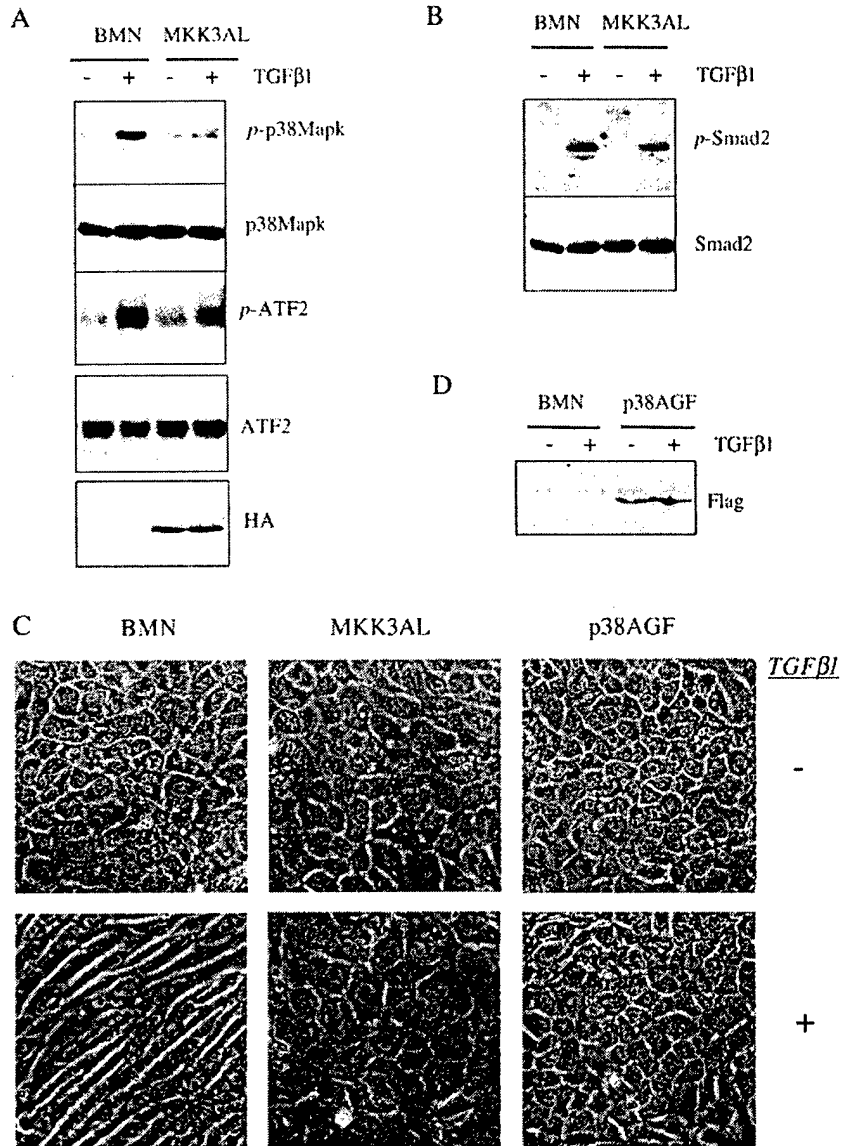 A
BMN MKK3AL
- + - + TGFβ1
p-p38Mapk
p38Mapk
p-ATF2
ATF2
HA
B
BMN MKK3AL
- + - + TGFβ1
p-Smad2
Smad2
D
BMN p38AGF
- + - + TGFβ1
Flag
C BMN MKK3AL p38AGF
TGFβ1
-
+